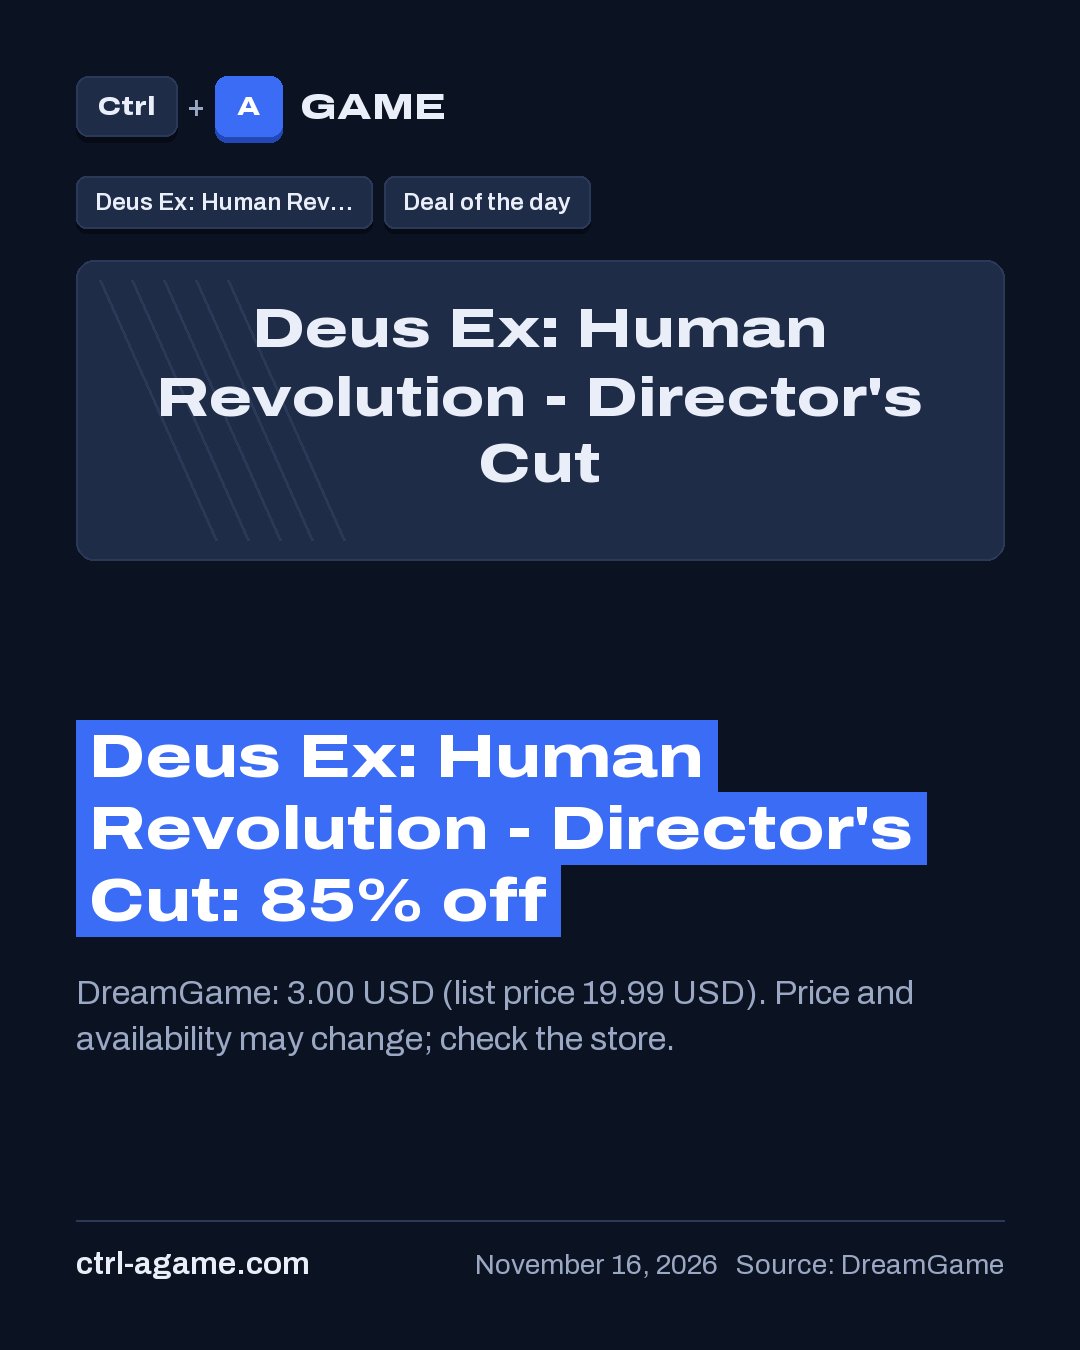 Ctrl + A GAME
Deus Ex: Human Rev... Deal of the day
Deus Ex: Human
Revolution - Director's
Cut
Deus Ex: Human
Revolution - Director's
Cut: 85% off
DreamGame: 3.00 USD (list price 19.99 USD). Price and
availability may change; check the store.
ctrl-agame.com November 16, 2026 Source: DreamGame